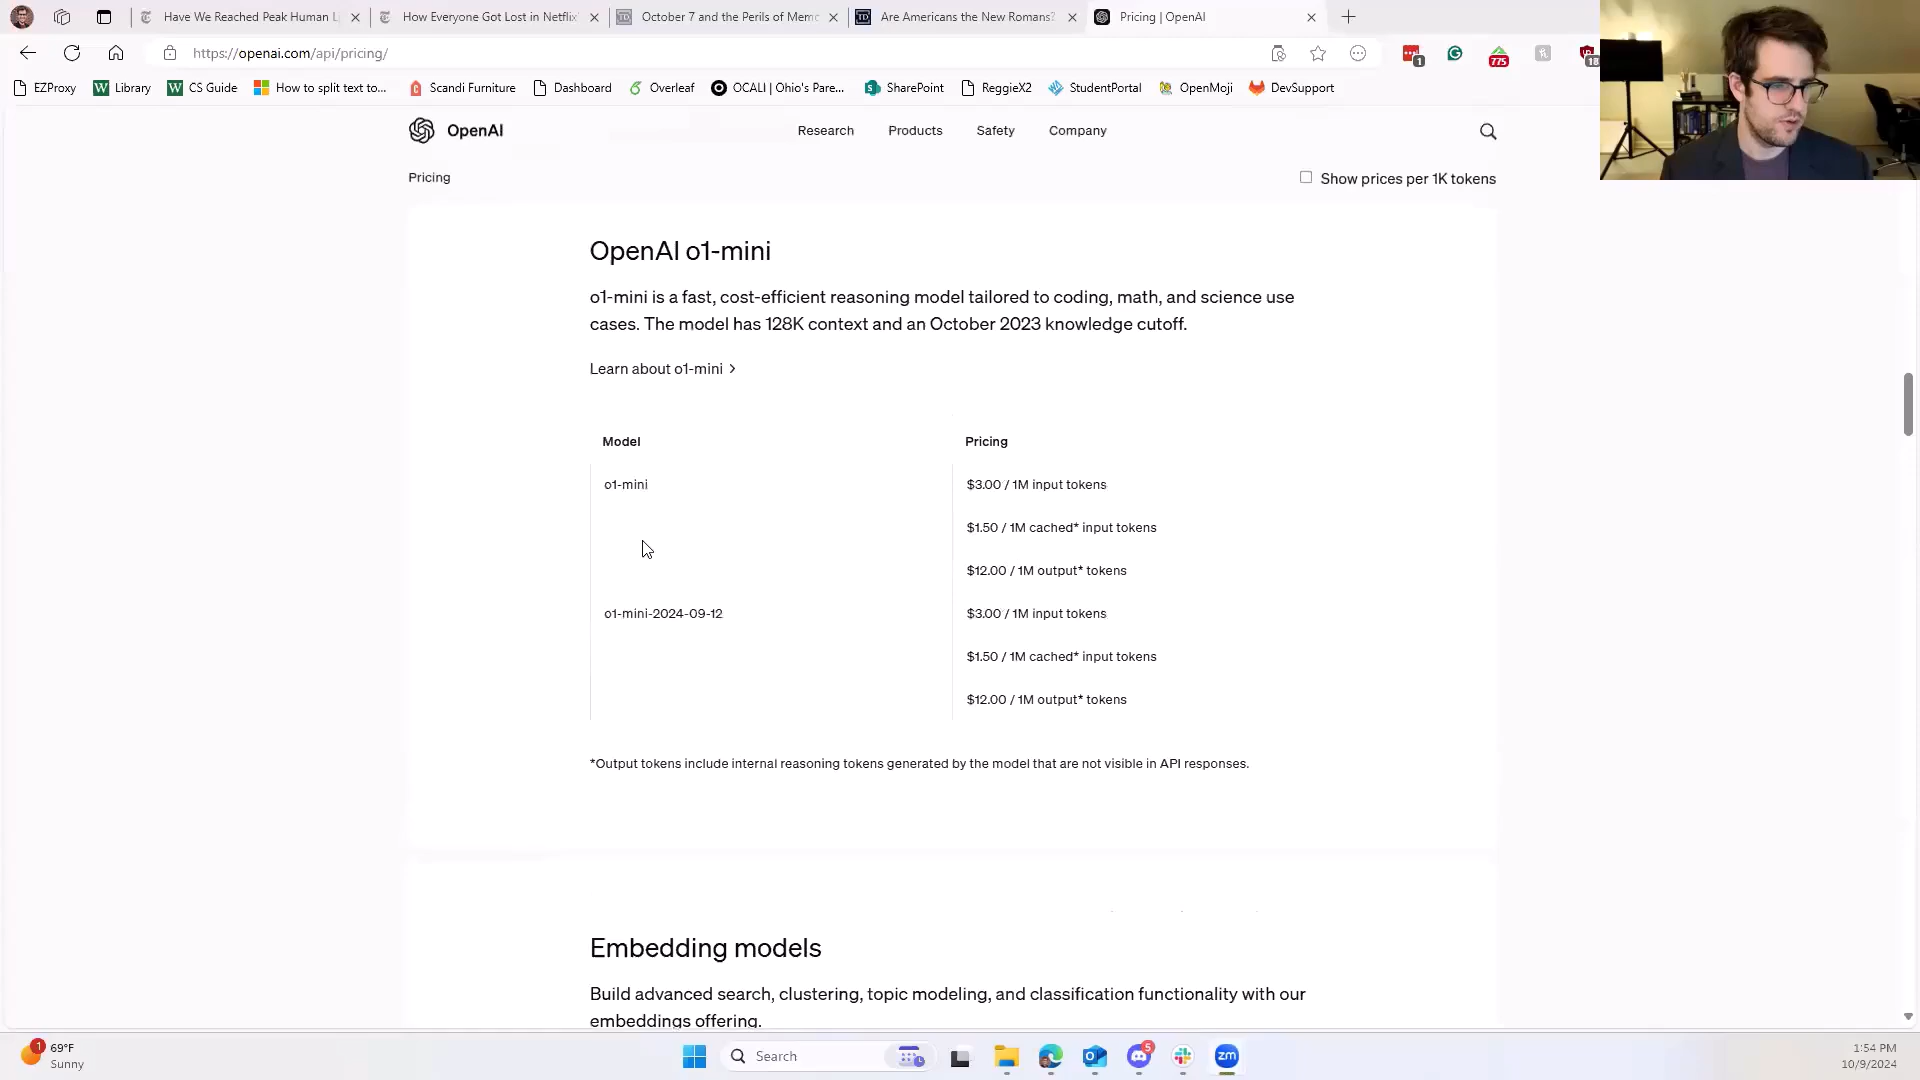 Have We Reached Peak Human L
How Everyone Got Lost in Netflix'
October 7 and the Perils of Memo
Are Americans the New Romans?
Pricing | OpenAI
https://openai.com/api/pricing/
1
775
18
EZProxy
Library
CS Guide
How to split text to...
Scandi Furniture
Dashboard
Overleaf
OCALI | Ohio's Pare...
SharePoint
ReggieX2
StudentPortal
OpenMoji
DevSupport
OpenAI
Research
Products
Safety
Company
Pricing
Show prices per 1K tokens
OpenAI o1-mini
o1-mini is a fast, cost-efficient reasoning model tailored to coding, math, and science use
cases. The model has 128K context and an October 2023 knowledge cutoff.
Learn about o1-mini >
Model
Pricing
o1-mini
$3.00 / 1M input tokens
$1.50 / 1M cached* input tokens
$12.00 / 1M output* tokens
o1-mini-2024-09-12
$3.00 / 1M input tokens
$1.50 / 1M cached* input tokens
$12.00 / 1M output* tokens
*Output tokens include internal reasoning tokens generated by the model that are not visible in API responses.
Embedding models
Build advanced search, clustering, topic modeling, and classification functionality with our
embeddings offering.
1
69°F
Sunny
Search
5
zm
1:54 PM
10/9/2024